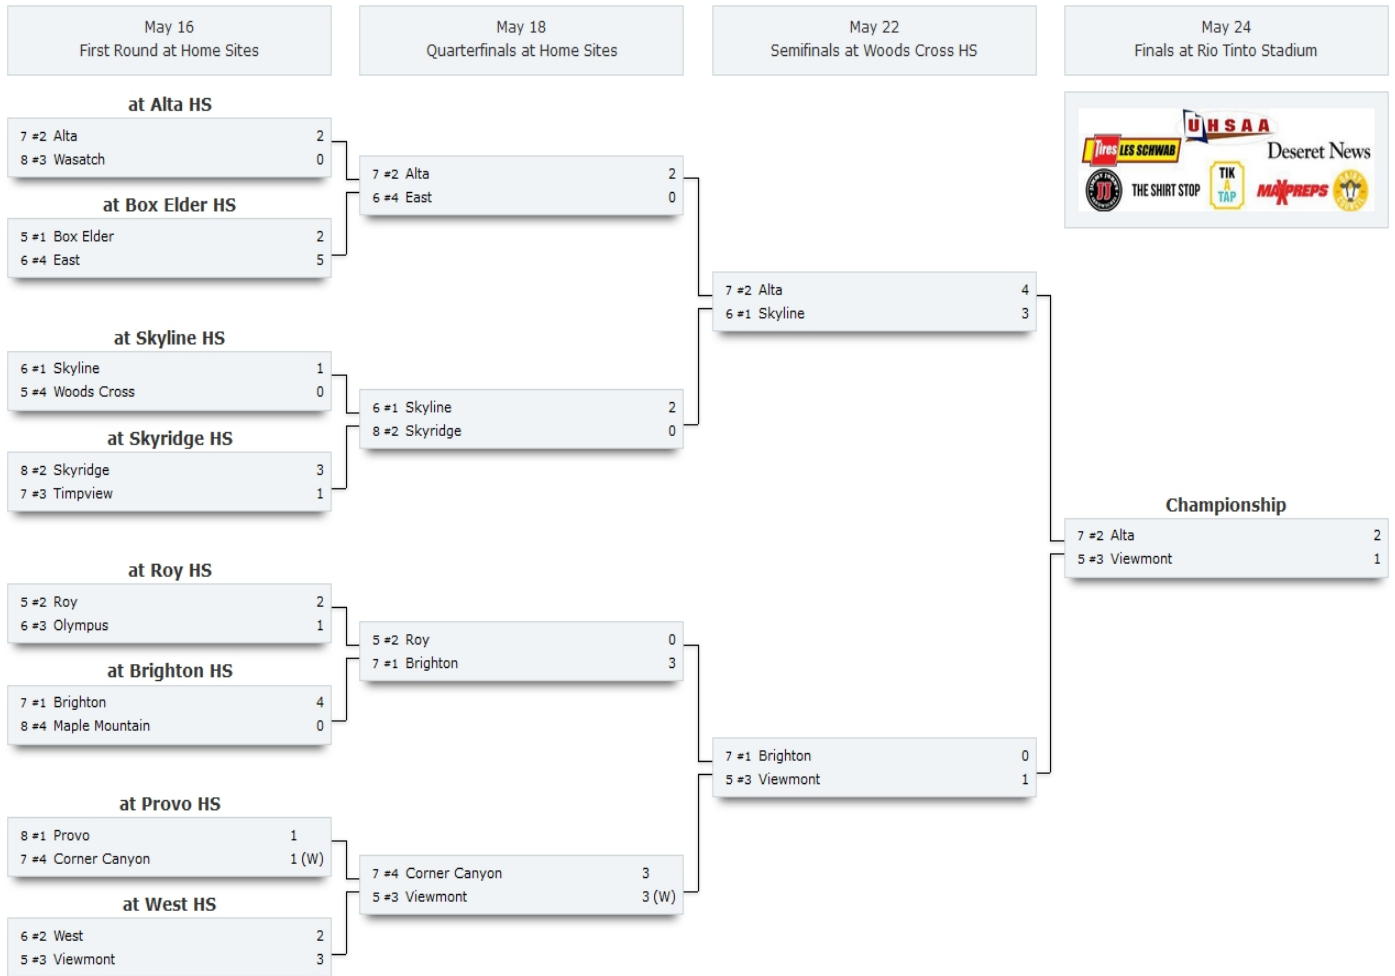 May 16
First Round at Home Sites
May 18
Quarterfinals at Home Sites
May 22
Semifinals at Woods Cross HS
May 24
Finals at Rio Tinto Stadium
at Alta HS
7 #2 Alta 2
8 #3 Wasatch 0
at Box Elder HS
5 #1 Box Elder 2
6 #4 East 5
at Skyline HS
6 #1 Skyline 1
5 #4 Woods Cross 0
at Skyridge HS
8 #2 Skyridge 3
7 #3 Timpview 1
at Roy HS
5 #2 Roy 2
6 #3 Olympus 1
at Brighton HS
7 #1 Brighton 4
8 #4 Maple Mountain 0
at Provo HS
8 #1 Provo 1
7 #4 Corner Canyon 1 (W)
at West HS
6 #2 West 2
5 #3 Viewmont 3
7 #2 Alta 2
6 #4 East 0
6 #1 Skyline 2
8 #2 Skyridge 0
5 #2 Roy 0
7 #1 Brighton 3
7 #4 Corner Canyon 3
5 #3 Viewmont 3 (W)
7 #2 Alta 4
6 #1 Skyline 3
7 #1 Brighton 0
5 #3 Viewmont 1
UHSAA
Tires LES SCHWAB
Deseret News
JJ
THE SHIRT STOP
TIK A TAP
MAXPREPS
Championship
7 #2 Alta 2
5 #3 Viewmont 1